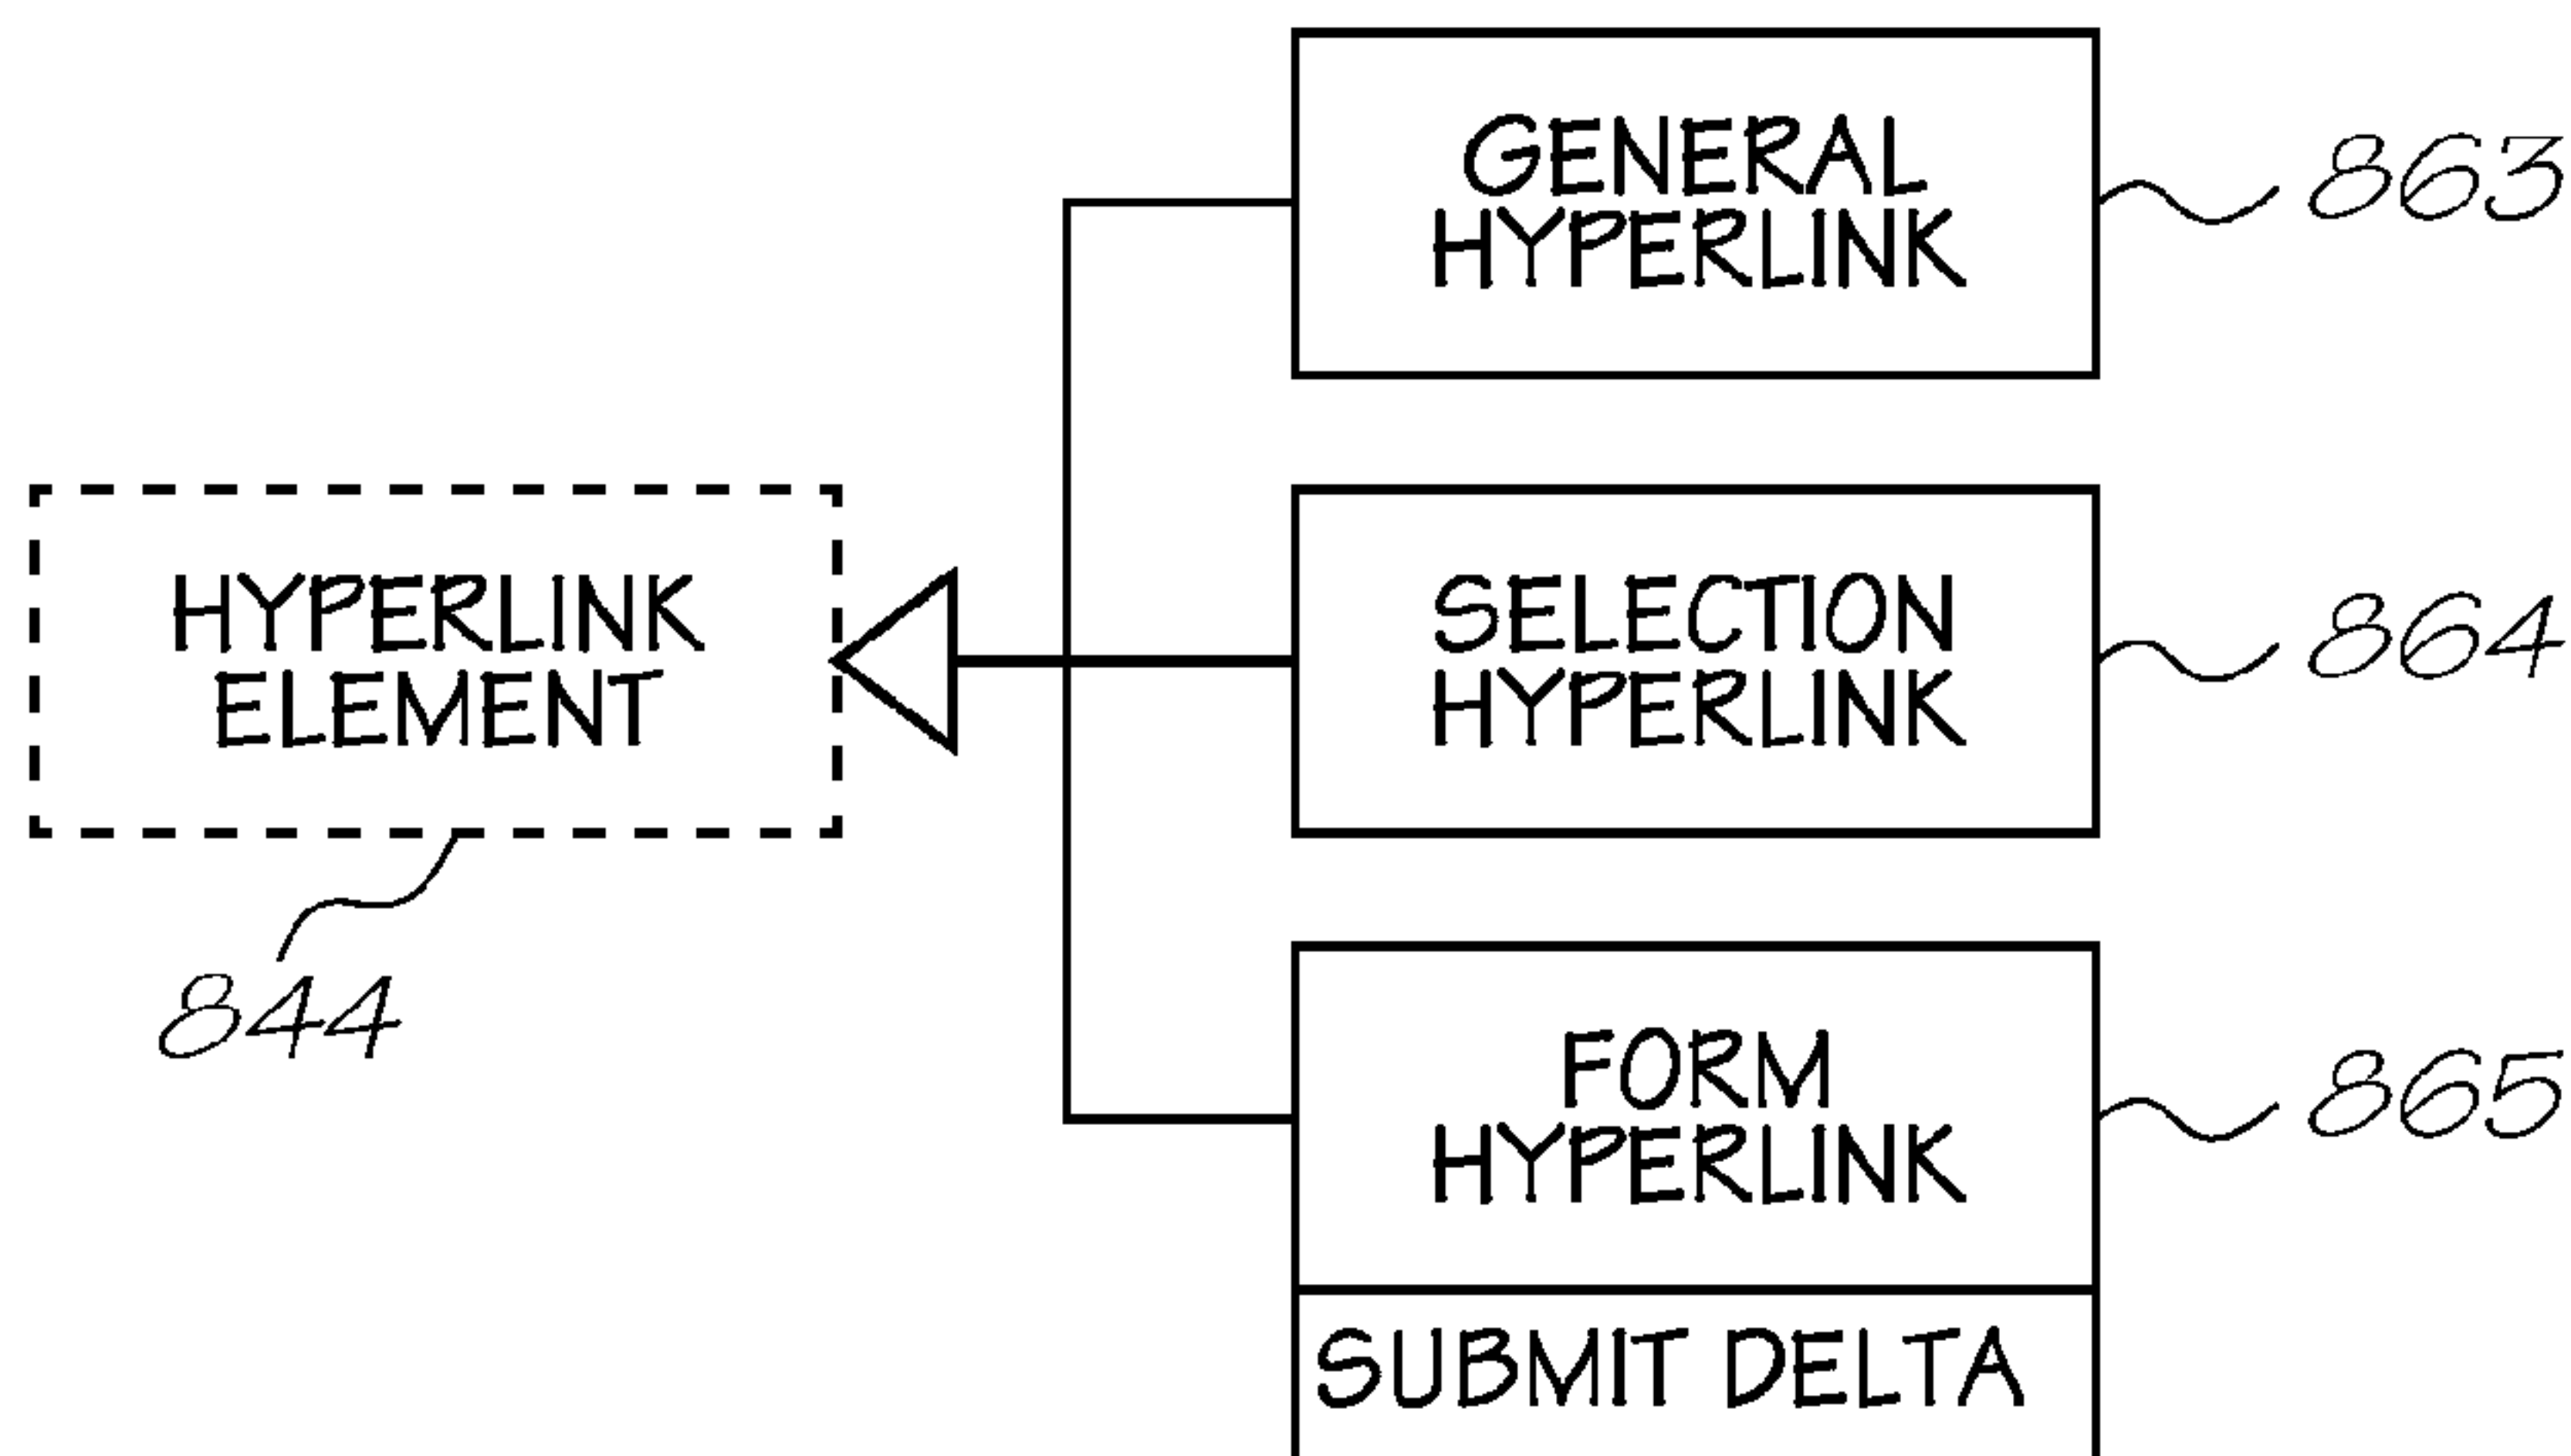 GENERAL
HYPERLINK
863
HYPERLINK
ELEMENT
844
SELECTION
HYPERLINK
864
FORM
HYPERLINK
865
SUBMIT DELTA